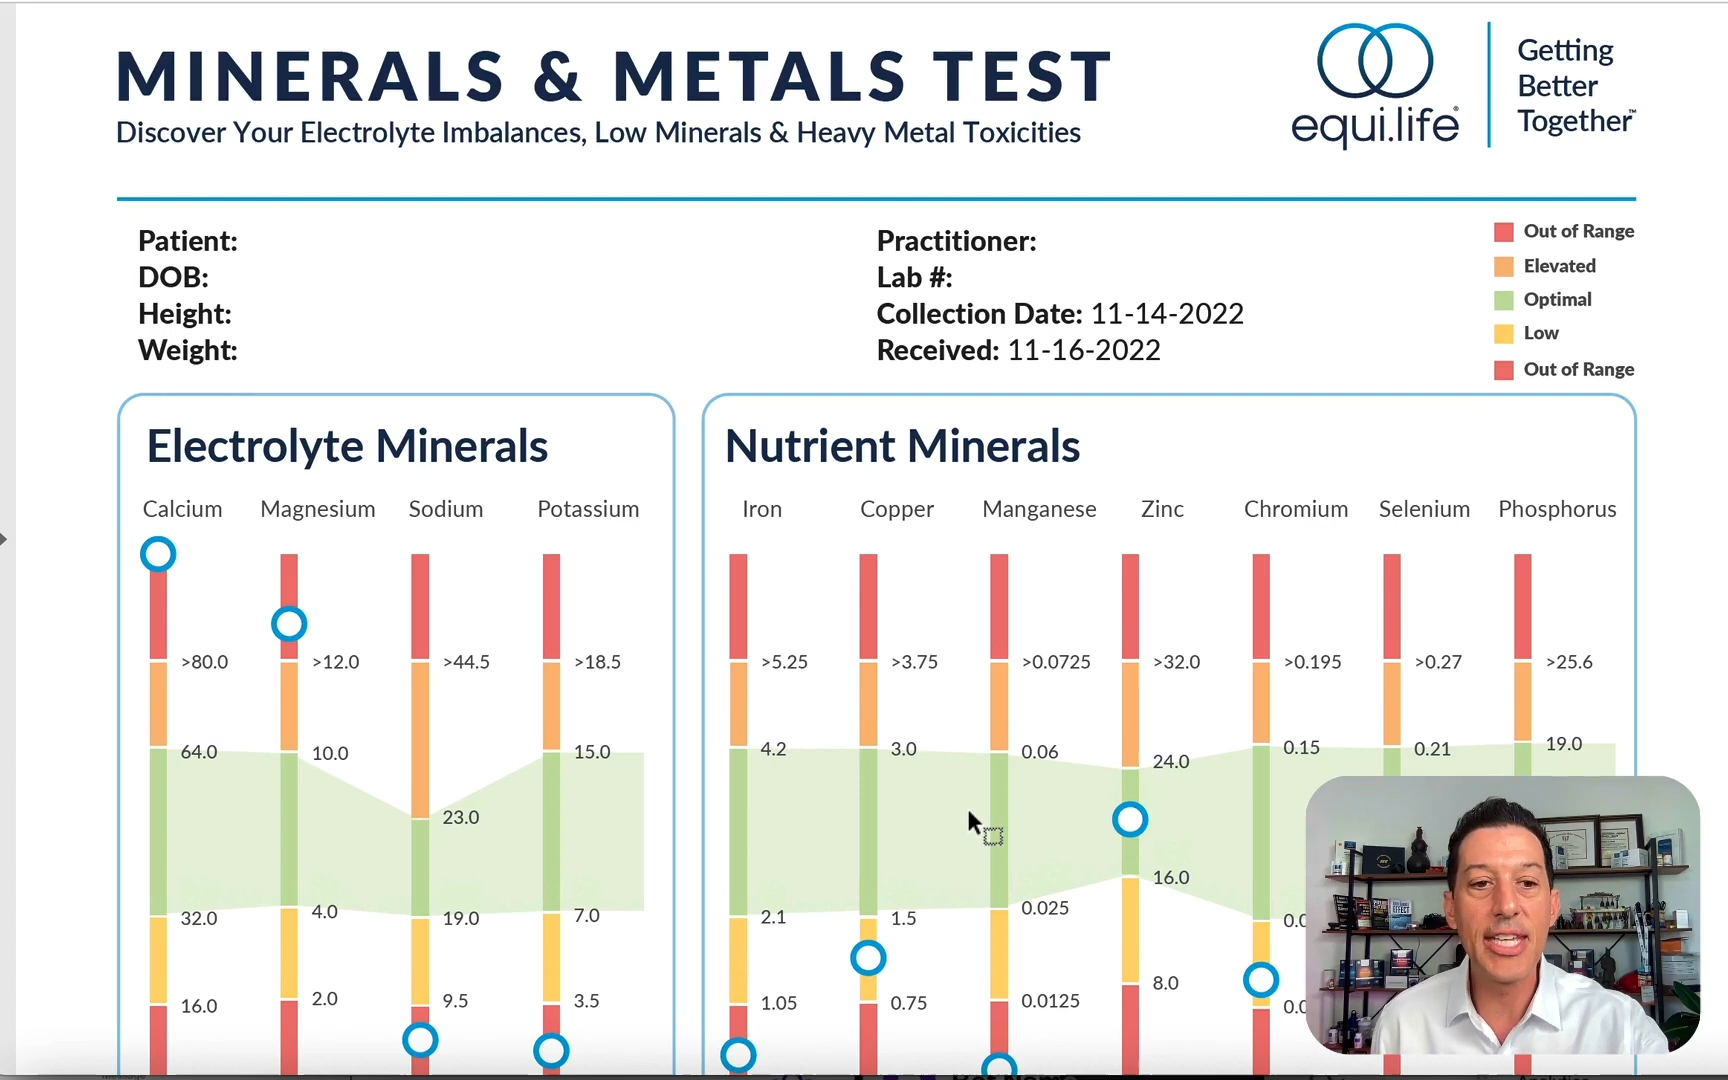 MINERALS & METALS TEST
Discover Your Electrolyte Imbalances, Low Minerals & Heavy Metal Toxicities
equi.life®
Getting
Better
Together™
Patient:
DOB:
Height:
Weight:
Practitioner:
Lab #:
Collection Date: 11-14-2022
Received: 11-16-2022
Out of Range
Elevated
Optimal
Low
Out of Range
Electrolyte Minerals
Calcium Magnesium Sodium Potassium
>80.0 >12.0 >44.5 >18.5
64.0 10.0 15.0
23.0
32.0 4.0 19.0 7.0
16.0 2.0 9.5 3.5
Nutrient Minerals
Iron Copper Manganese Zinc Chromium Selenium Phosphorus
>5.25 >3.75 >0.0725 >32.0 >0.195 >0.27 >25.6
4.2 3.0 0.06 24.0 0.15 0.21 19.0
2.1 1.5 0.025 16.0
1.05 0.75 0.0125 8.0